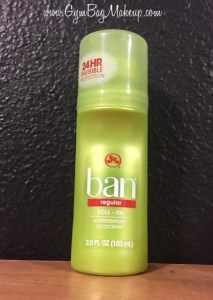 www.GymBagMakeup.com
24HR
INVISIBLE
PROTECTION
ban
regular
ROLL-ON
ANTIPERSPIRANT
DEODORANT
3.5 FL OZ (103 mL)